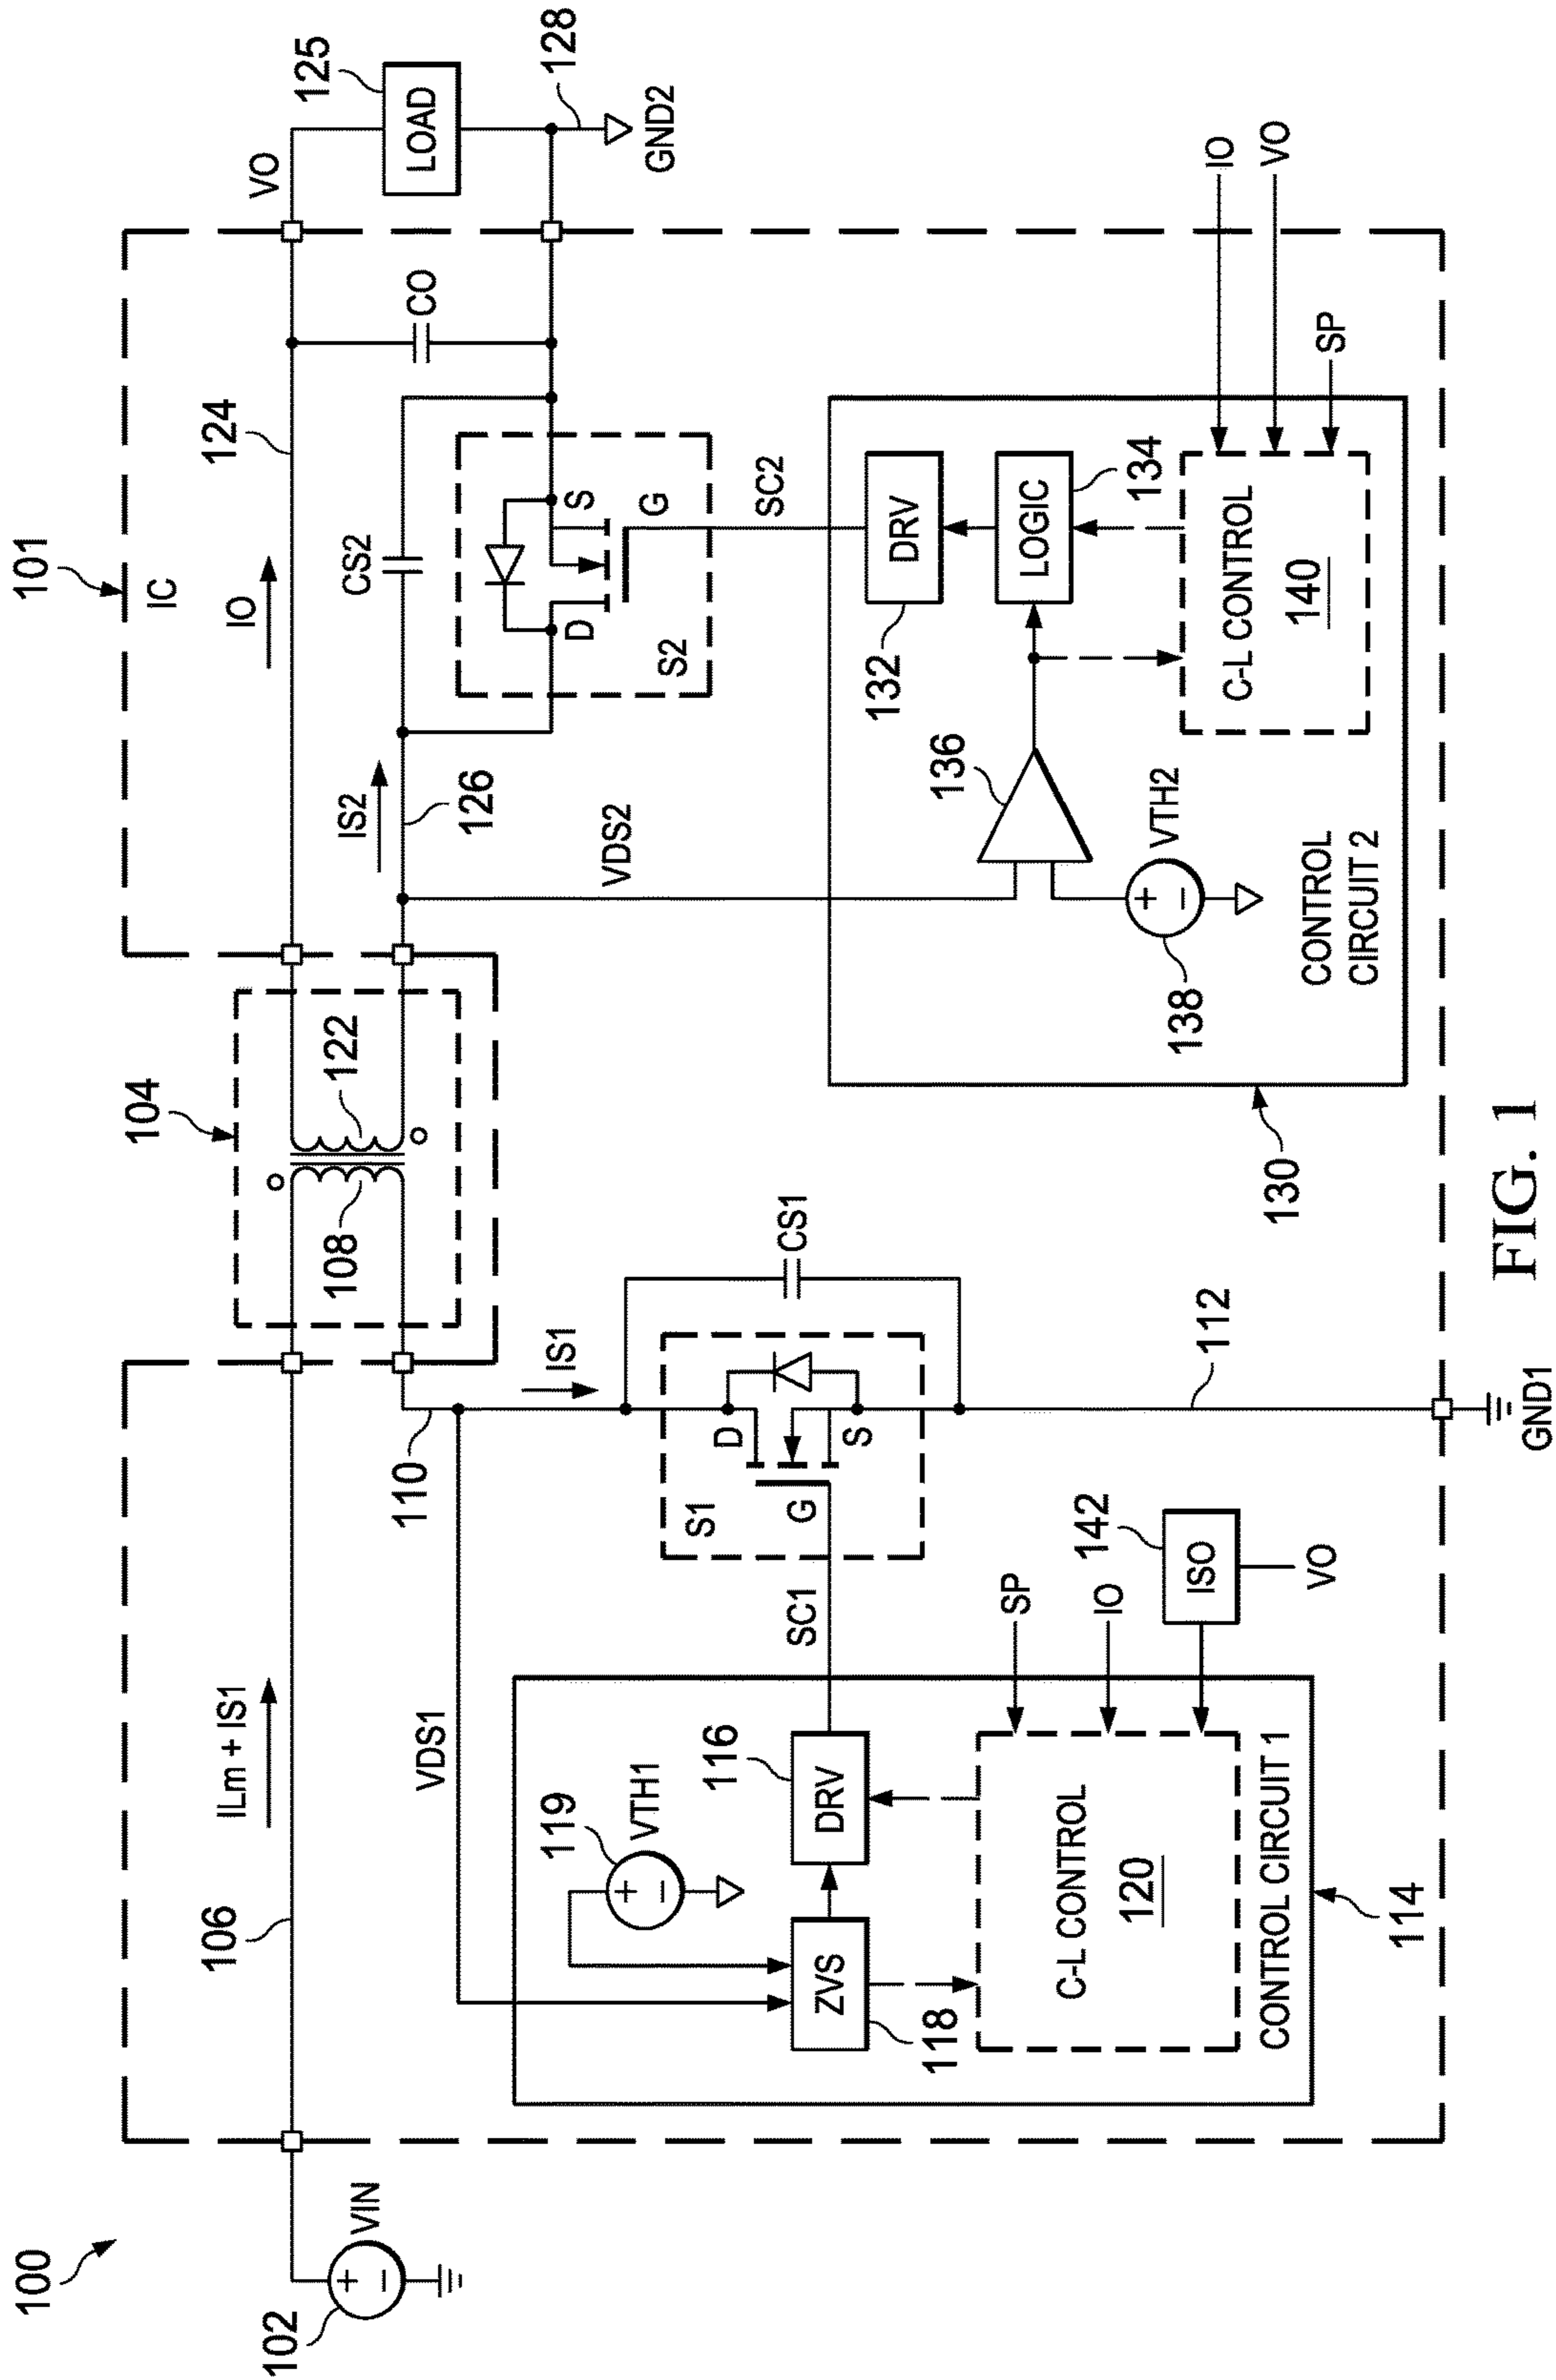 100
101
IC
102
VIN
106
ILm + IS1
104
108
122
IO
124
VO
125
LOAD
128
GND2
CO
CS2
IS2
126
D
S
G
S2
SC2
VDS2
110
IS1
VDS1
S1
D
G
S
CS1
112
GND1
SC1
119
VTH1
116
DRV
ZVS
118
C-L CONTROL
120
CONTROL CIRCUIT 1
114
SP
IO
142
ISO
VO
136
VTH2
138
132
DRV
LOGIC
134
C-L CONTROL
140
CONTROL
CIRCUIT 2
130
IO
VO
SP
FIG. 1